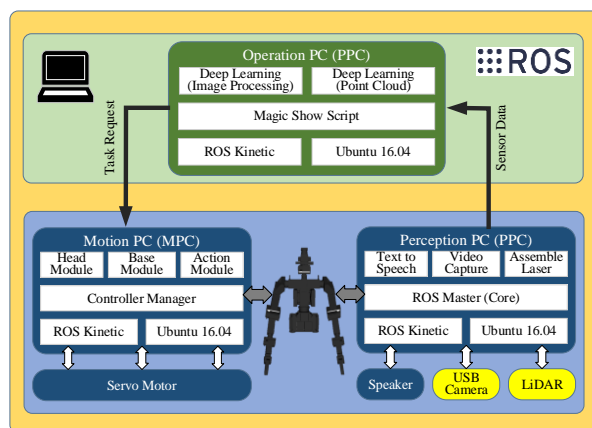 Operation PC (PPC)
Deep Learning
(Image Processing)
Deep Learning
(Point Cloud)
Magic Show Script
ROS Kinetic
Ubuntu 16.04
ROS
Task Request
Sensor Data
Motion PC (MPC)
Head
Module
Base
Module
Action
Module
Controller Manager
ROS Kinetic
Ubuntu 16.04
Servo Motor
Perception PC (PPC)
Text to
Speech
Video
Capture
Assemble
Laser
ROS Master (Core)
ROS Kinetic
Ubuntu 16.04
Speaker
USB
Camera
LiDAR